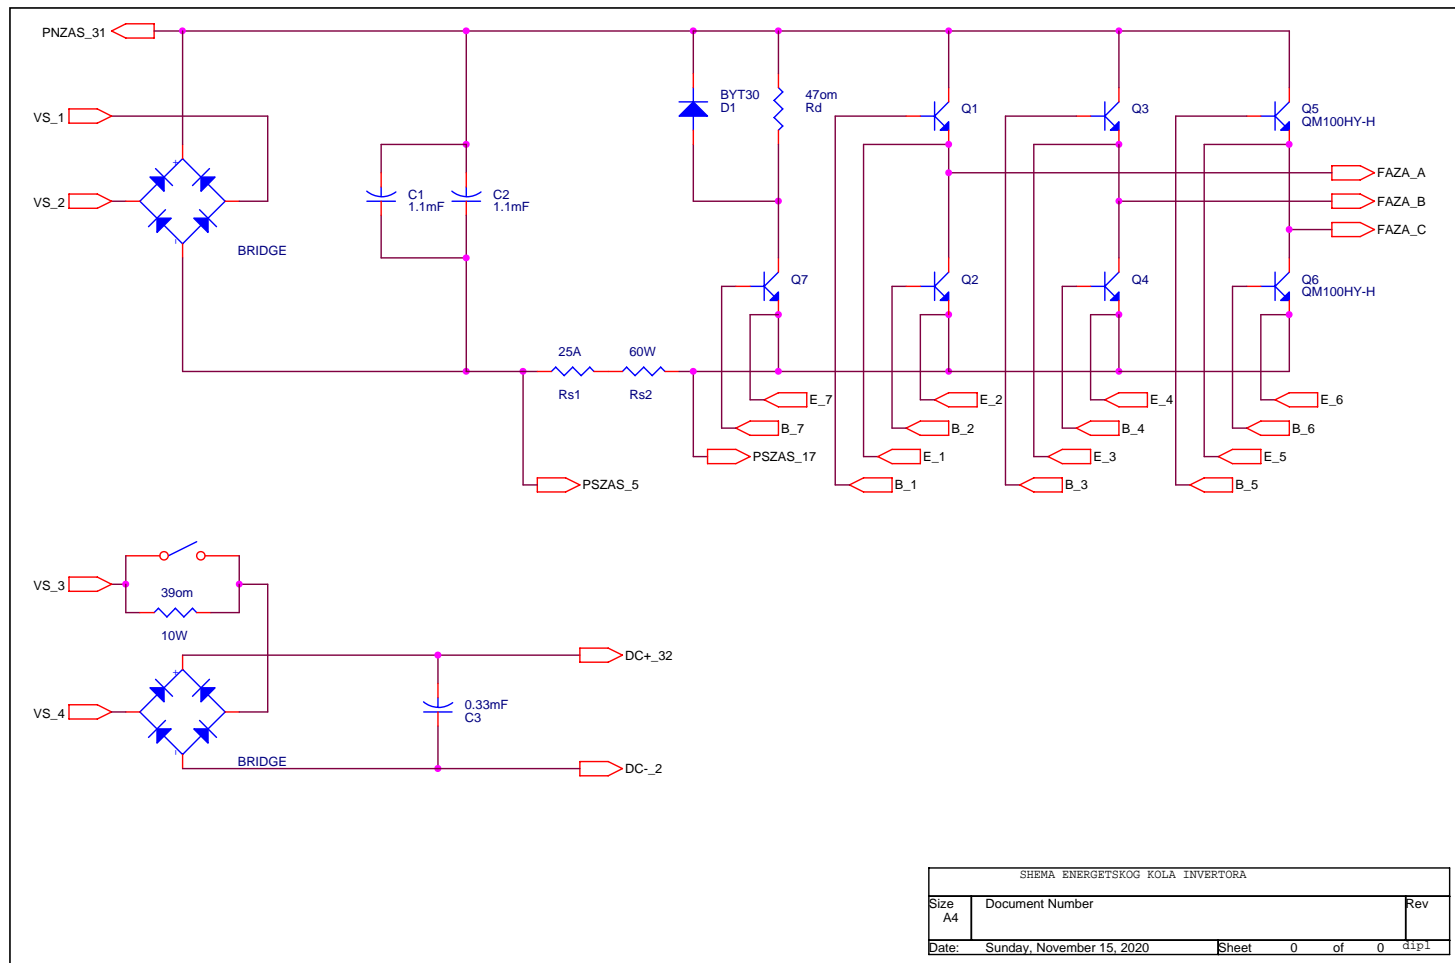 PNZAS_31
VS_1
VS_2
+
-
BRIDGE
C1
1.1mF
C2
1.1mF
BYT30
D1
47om
Rd
Q1
Q3
Q5
QM100HY-H
FAZA_A
FAZA_B
FAZA_C
Q7
Q2
Q4
Q6
QM100HY-H
25A
Rs1
60W
Rs2
E_7
E_2
E_4
E_6
B_7
B_2
B_4
B_6
PSZAS_17
E_1
E_3
E_5
PSZAS_5
B_1
B_3
B_5
VS_3
39om
10W
DC+_32
+
VS_4
-
0.33mF
C3
BRIDGE
DC-_2
SHEMA ENERGETSKOG KOLA INVERTORA
Size
A4
Document Number
Rev
dip1
Date: Sunday, November 15, 2020 Sheet 0 of 0